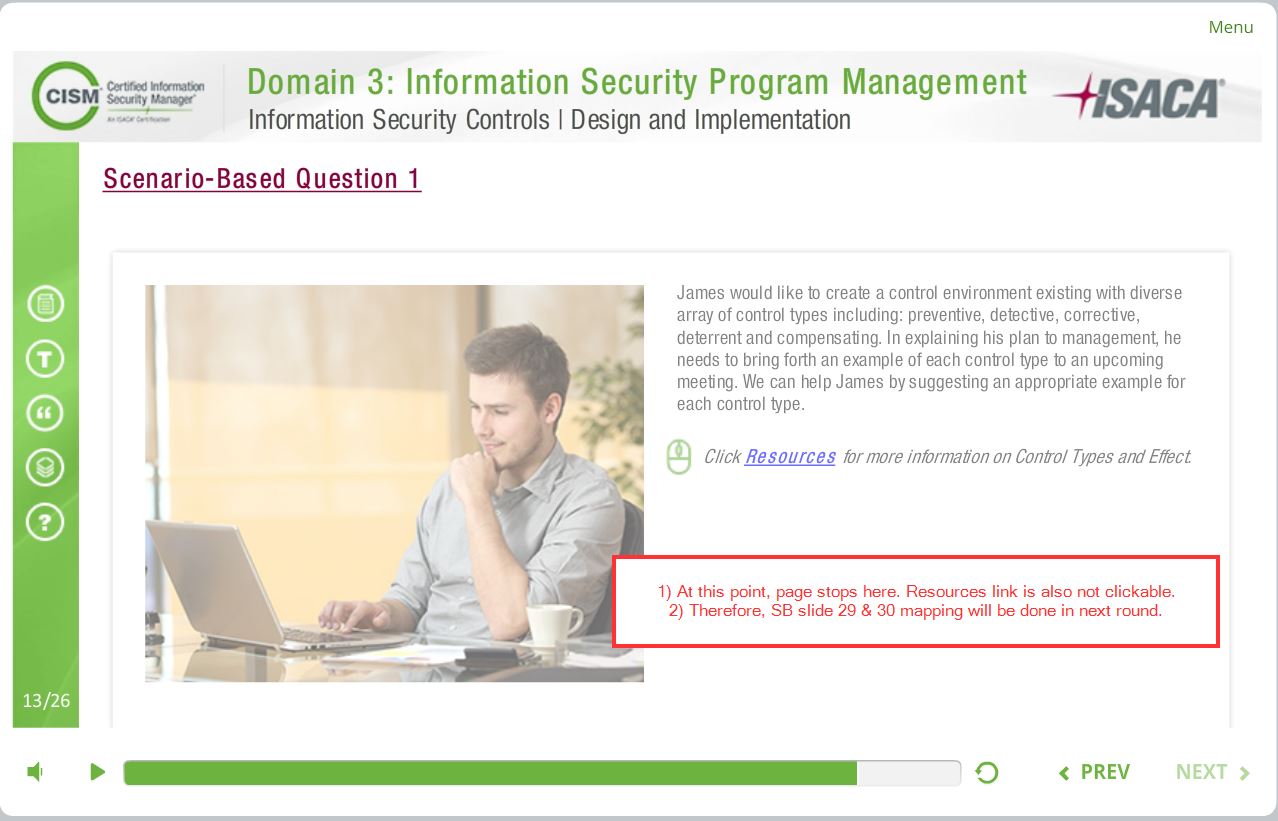 Menu
CISM
Certified Information
Security Manager
An ISACA Certification
Domain 3: Information Security Program Management
Information Security Controls | Design and Implementation
ISACA®
Scenario-Based Question 1
James would like to create a control environment existing with diverse
array of control types including: preventive, detective, corrective,
deterrent and compensating. In explaining his plan to management, he
needs to bring forth an example of each control type to an upcoming
meeting. We can help James by suggesting an appropriate example for
each control type.
Click Resources for more information on Control Types and Effect.
1) At this point, page stops here. Resources link is also not clickable.
2) Therefore, SB slide 29 & 30 mapping will be done in next round.
T
“
?
13/26
PREV
NEXT